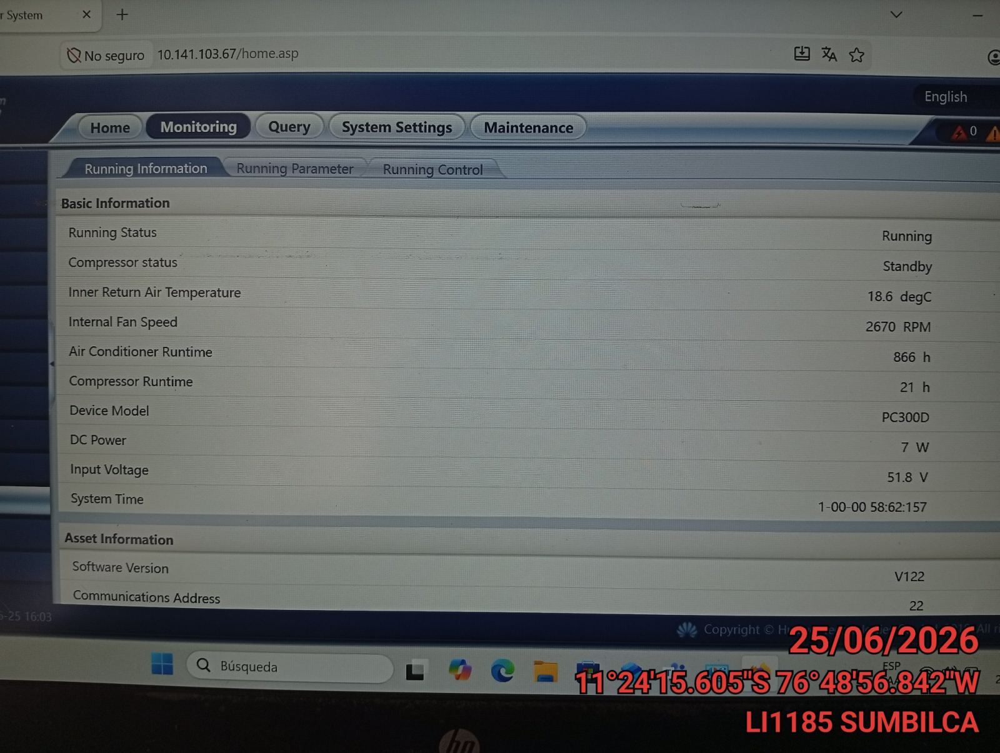 r System
No seguro 10.141.103.67/home.asp
English
Home Monitoring Query System Settings Maintenance 0
Running Information Running Parameter Running Control
Basic Information
Running Status Running
Compressor status Standby
Inner Return Air Temperature 18.6 degC
Internal Fan Speed 2670 RPM
Air Conditioner Runtime 866 h
Compressor Runtime 21 h
Device Model PC300D
DC Power 7 W
Input Voltage 51.8 V
System Time 1-00-00 58:62:157
Asset Information
Software Version V122
Communications Address 22
-25 16:03
Copyright © All
25/06/2026
Búsqueda
ESP
11°24'15.605"S 76°48'56.842"W
LI1185 SUMBILCA
hp